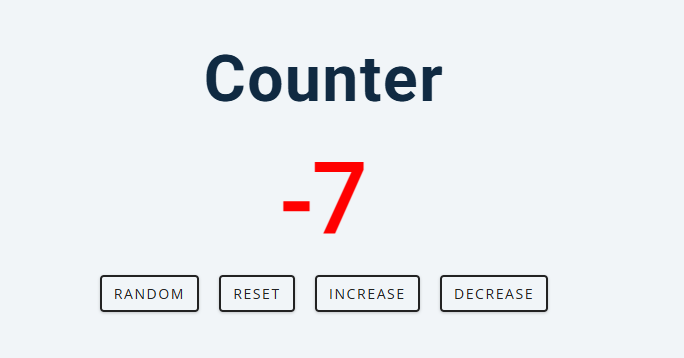 Counter
-7
RANDOM RESET INCREASE DECREASE